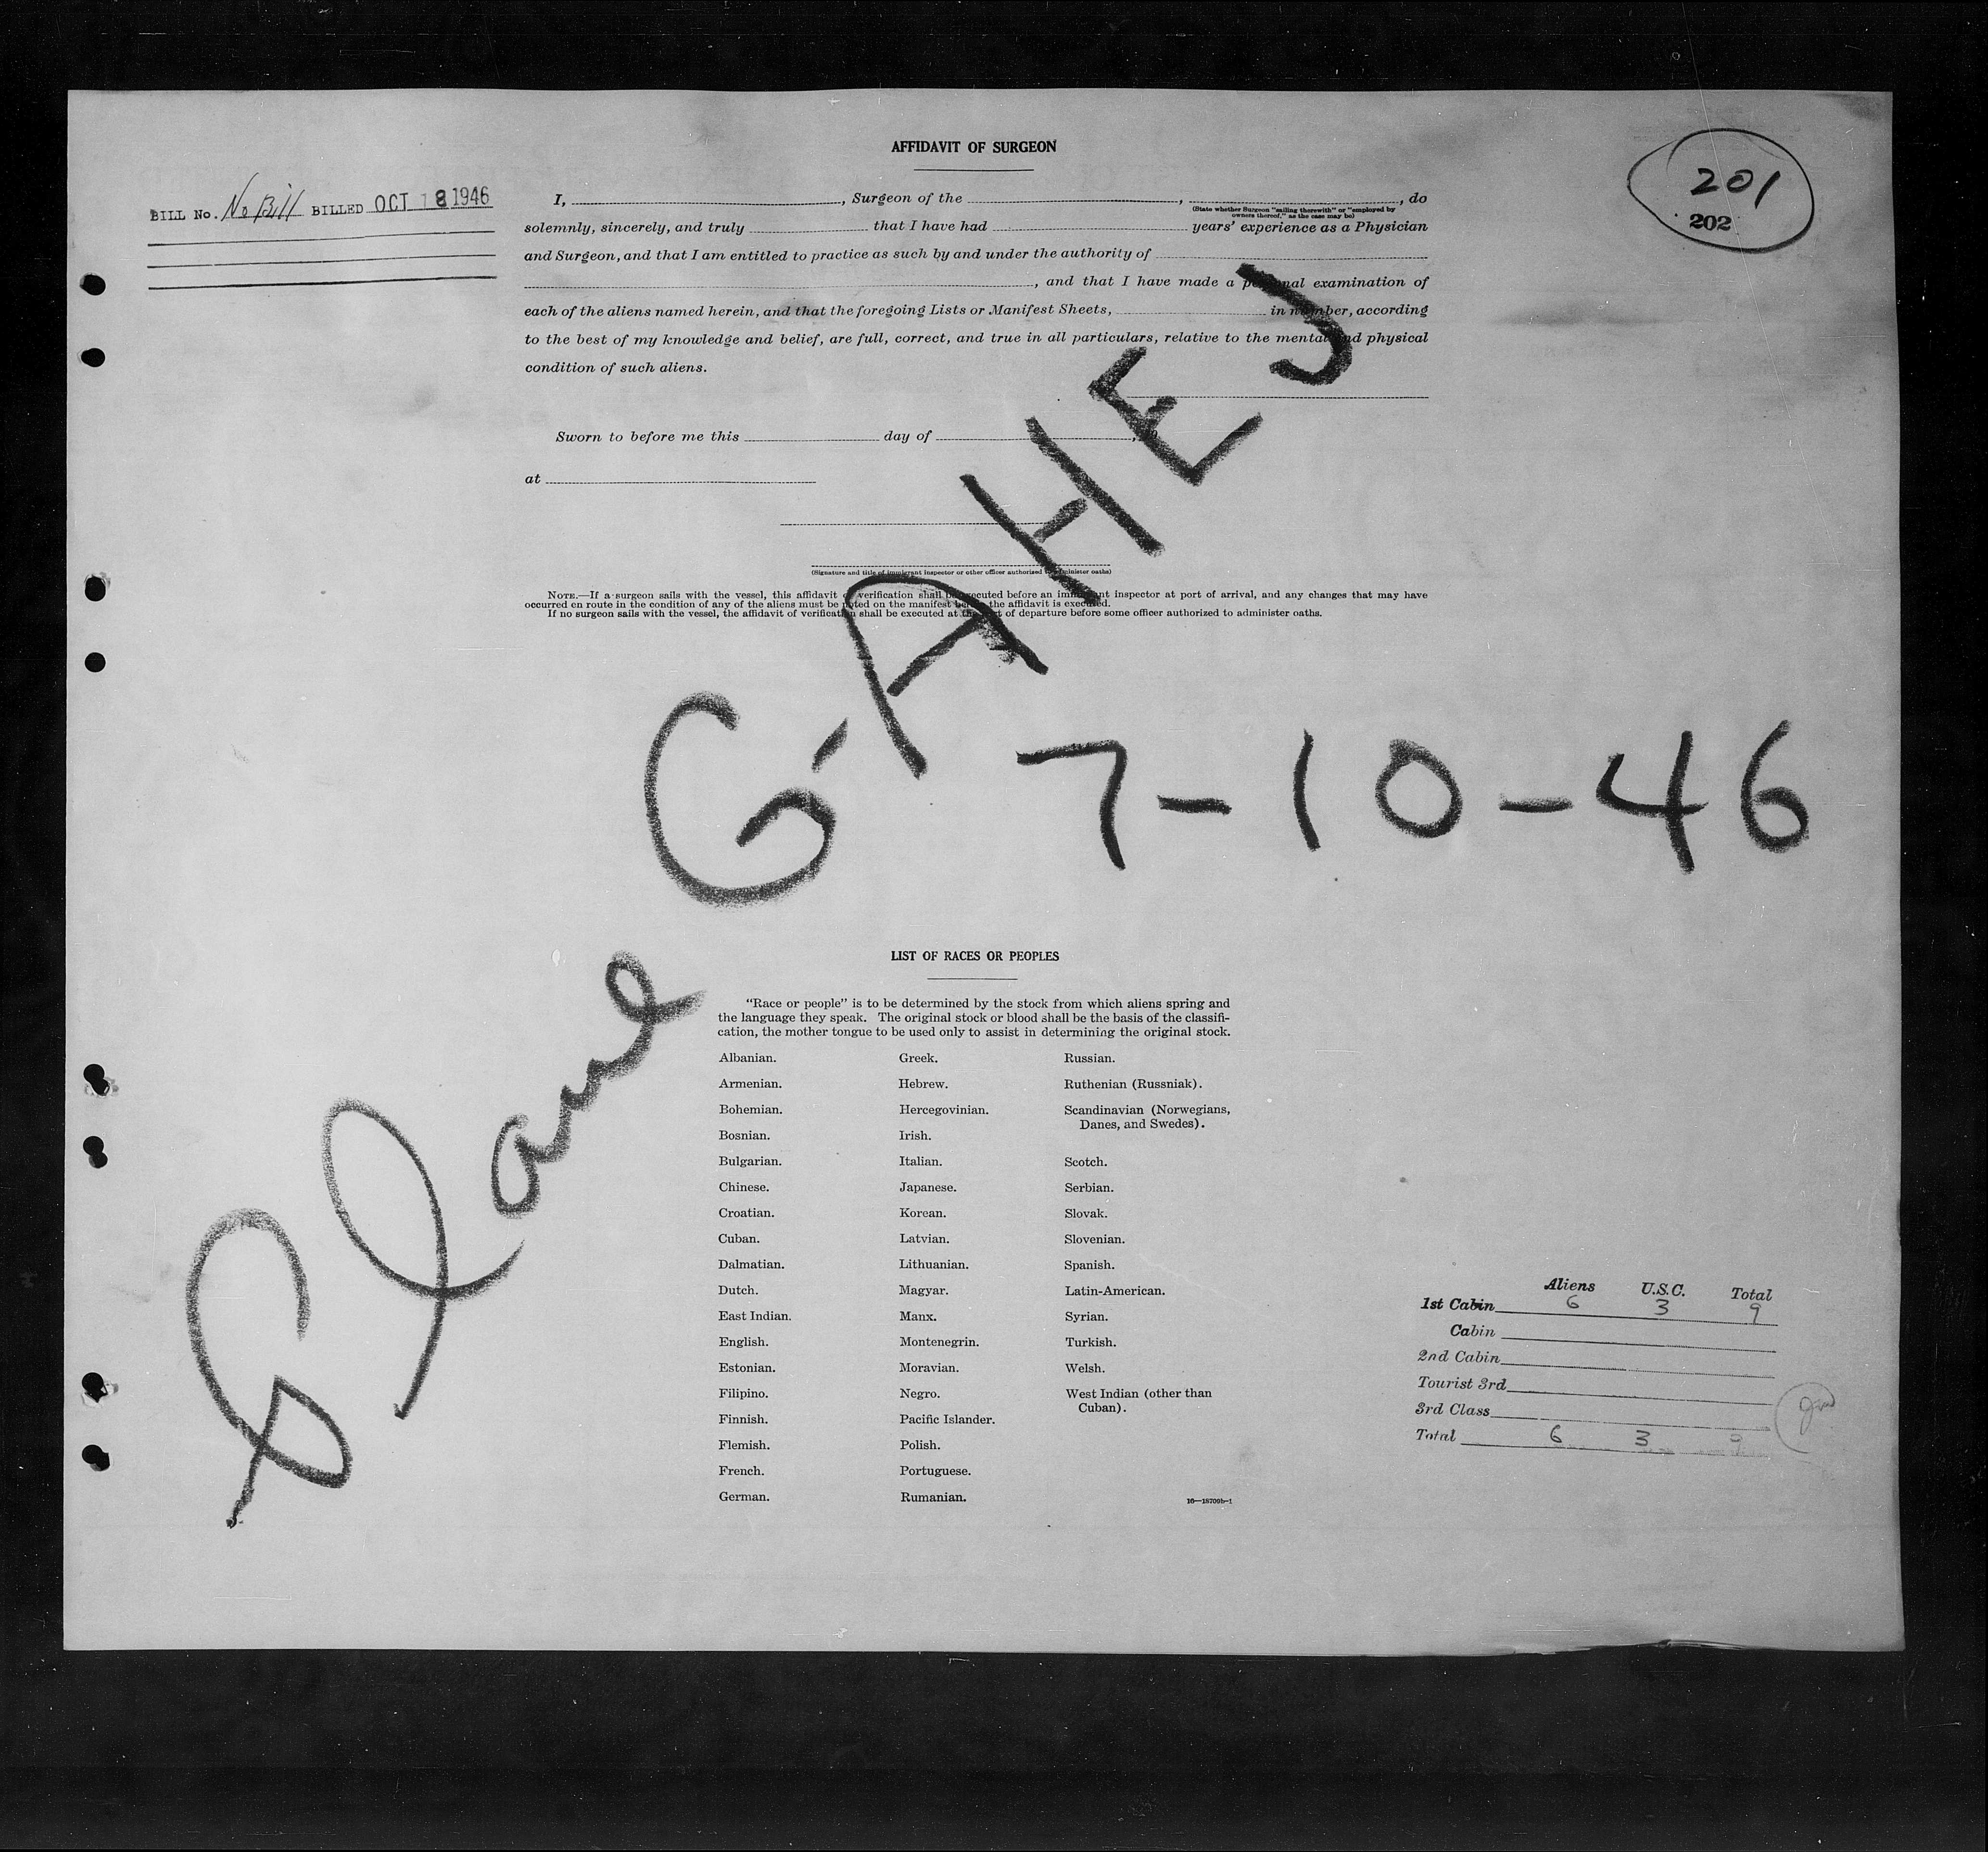 AFFIDAVIT OF SURGEON
201
202
BILL No. No Bill BILLED OCT 18 1946
I, , Surgeon of the , , do
(State whether Surgeon "sailing therewith" or "employed by
owners thereof," as the case may be)
solemnly, sincerely, and truly that I have had years' experience as a Physician
and Surgeon, and that I am entitled to practice as such by and under the authority of
, and that I have made a personal examination of
each of the aliens named herein, and that the foregoing Lists or Manifest Sheets, in number, according
to the best of my knowledge and belief, are full, correct, and true in all particulars, relative to the mental and physical
condition of such aliens.
Sworn to before me this day of , 19
at
(Signature and title of immigrant inspector or other officer authorized to administer oaths)
NOTE.—If a surgeon sails with the vessel, this affidavit of verification shall be executed before an immigrant inspector at port of arrival, and any changes that may have
occurred en route in the condition of any of the aliens must be noted on the manifest before the affidavit is executed.
If no surgeon sails with the vessel, the affidavit of verification shall be executed at the port of departure before some officer authorized to administer oaths.
Plane G-AHEJ
7-10-46
LIST OF RACES OR PEOPLES
"Race or people" is to be determined by the stock from which aliens spring and
the language they speak. The original stock or blood shall be the basis of the classifi-
cation, the mother tongue to be used only to assist in determining the original stock.
Albanian.
Armenian.
Bohemian.
Bosnian.
Bulgarian.
Chinese.
Croatian.
Cuban.
Dalmatian.
Dutch.
East Indian.
English.
Estonian.
Filipino.
Finnish.
Flemish.
French.
German.
Greek.
Hebrew.
Hercegovinian.
Irish.
Italian.
Japanese.
Korean.
Latvian.
Lithuanian.
Magyar.
Manx.
Montenegrin.
Moravian.
Negro.
Pacific Islander.
Polish.
Portuguese.
Rumanian.
Russian.
Ruthenian (Russniak).
Scandinavian (Norwegians,
Danes, and Swedes).
Scotch.
Serbian.
Slovak.
Slovenian.
Spanish.
Latin-American.
Syrian.
Turkish.
Welsh.
West Indian (other than
Cuban).
16—18709b-1
Aliens U.S.C. Total
1st Cabin 6 3 9
Cabin
2nd Cabin
Tourist 3rd
3rd Class
Total 6 3 9